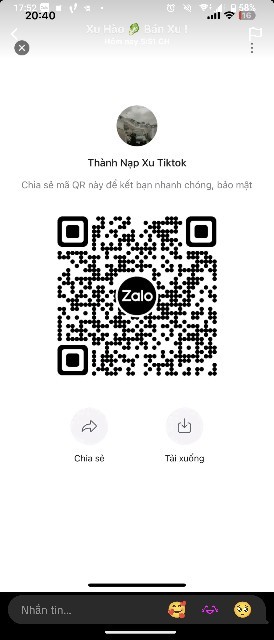 17:52
58%
20:40
16
Xu Hào 🥬 Bán Xu !
Thành Nạp Xu Tiktok
Chia sẻ mã QR này để kết bạn nhanh chóng, bảo mật
Zalo
Chia sẻ
Tải xuống
Nhắn tin...